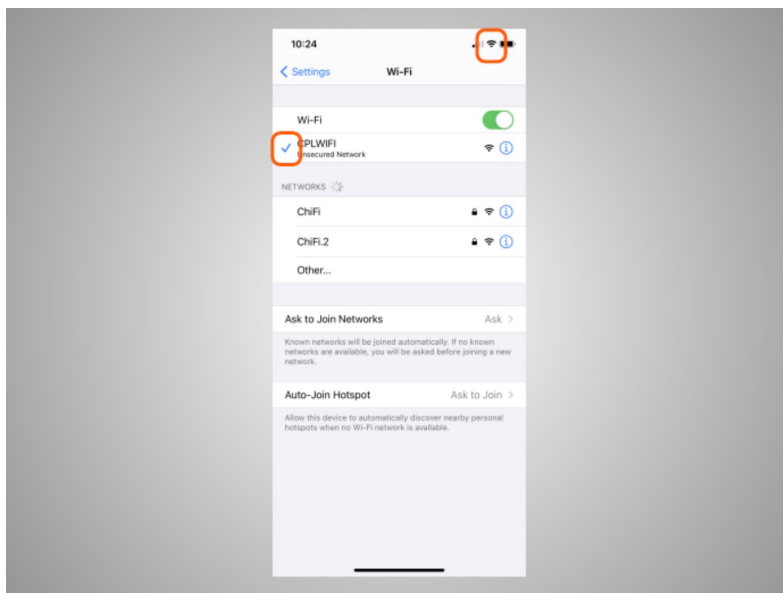 10:24
Settings
Wi-Fi
Wi-Fi
CPLWIFI
Unsecured Network
NETWORKS
ChiFi
ChiFi.2
Other...
Ask to Join Networks Ask
Known networks will be joined automatically. If no known
networks are available, you will be asked before joining a new
network.
Auto-Join Hotspot Ask to Join
Allow this device to automatically discover nearby personal
hotspots when no Wi-Fi network is available.